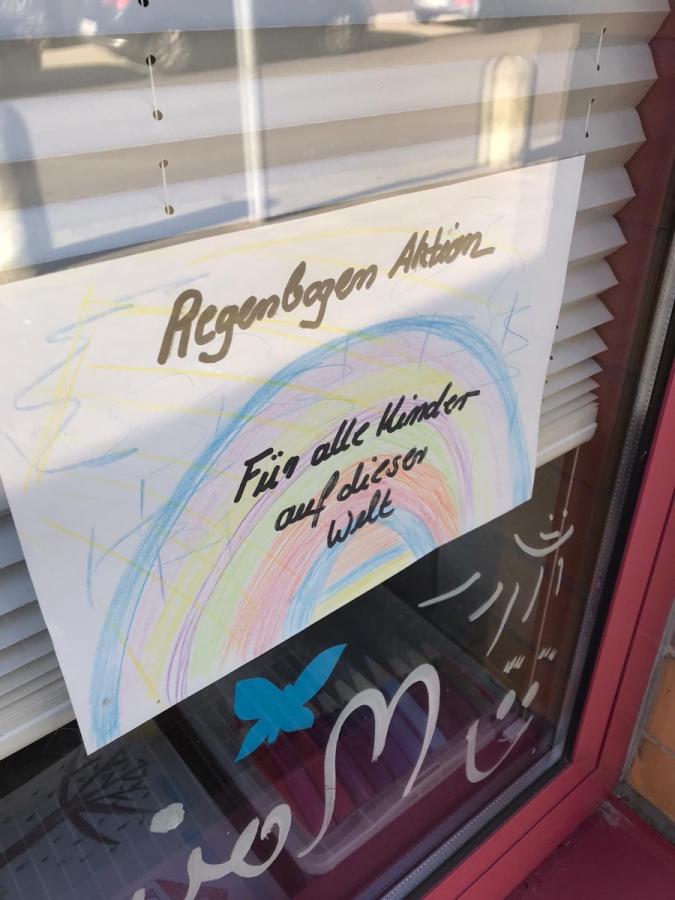 Regenbogen Aktion
Für alle Kinder
auf dieser
Welt